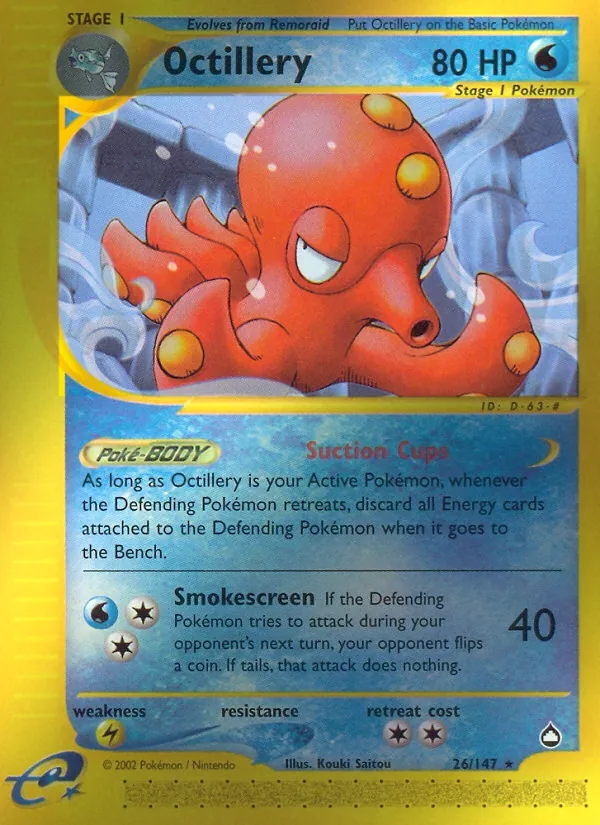 STAGE 1
Evolves from Remoraid Put Octillery on the Basic Pokémon
Octillery 80 HP
Stage 1 Pokémon
ID: D-63-#
Poké-BODY Suction Cups
As long as Octillery is your Active Pokémon, whenever
the Defending Pokémon retreats, discard all Energy cards
attached to the Defending Pokémon when it goes to
the Bench.
Smokescreen If the Defending
Pokémon tries to attack during your
opponent's next turn, your opponent flips
a coin. If tails, that attack does nothing.
40
weakness resistance retreat cost
© 2002 Pokémon / Nintendo Illus. Kouki Saitou 26/147 ★
e